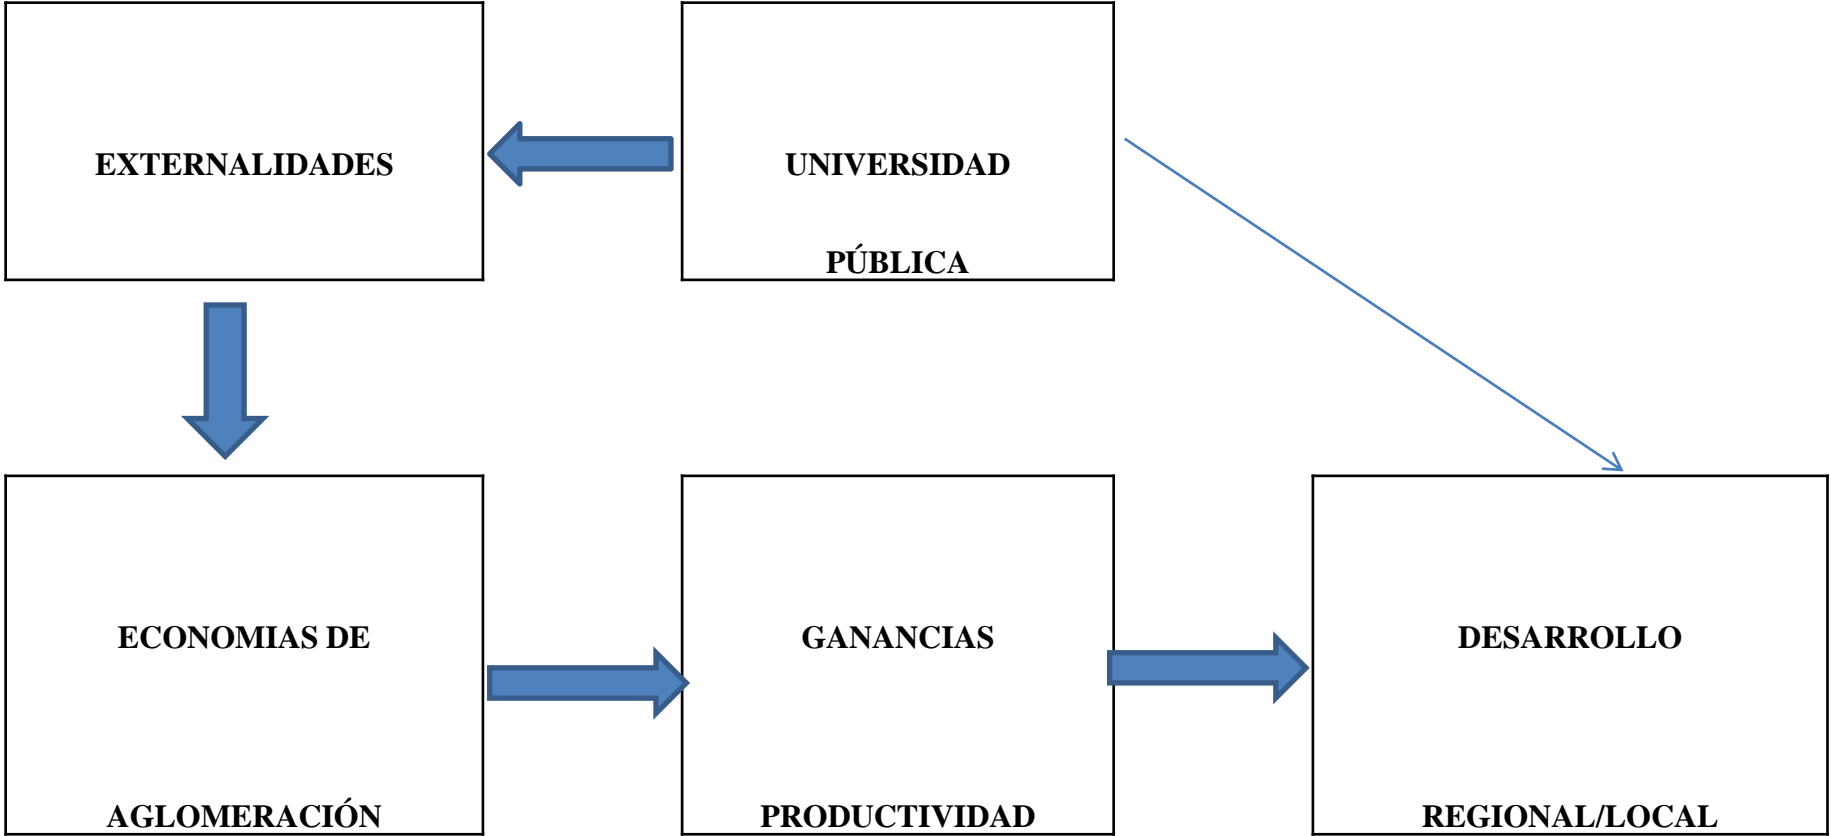 EXTERNALIDADES
UNIVERSIDAD
PÚBLICA
ECONOMIAS DE
AGLOMERACIÓN
GANANCIAS
PRODUCTIVIDAD
DESARROLLO
REGIONAL/LOCAL